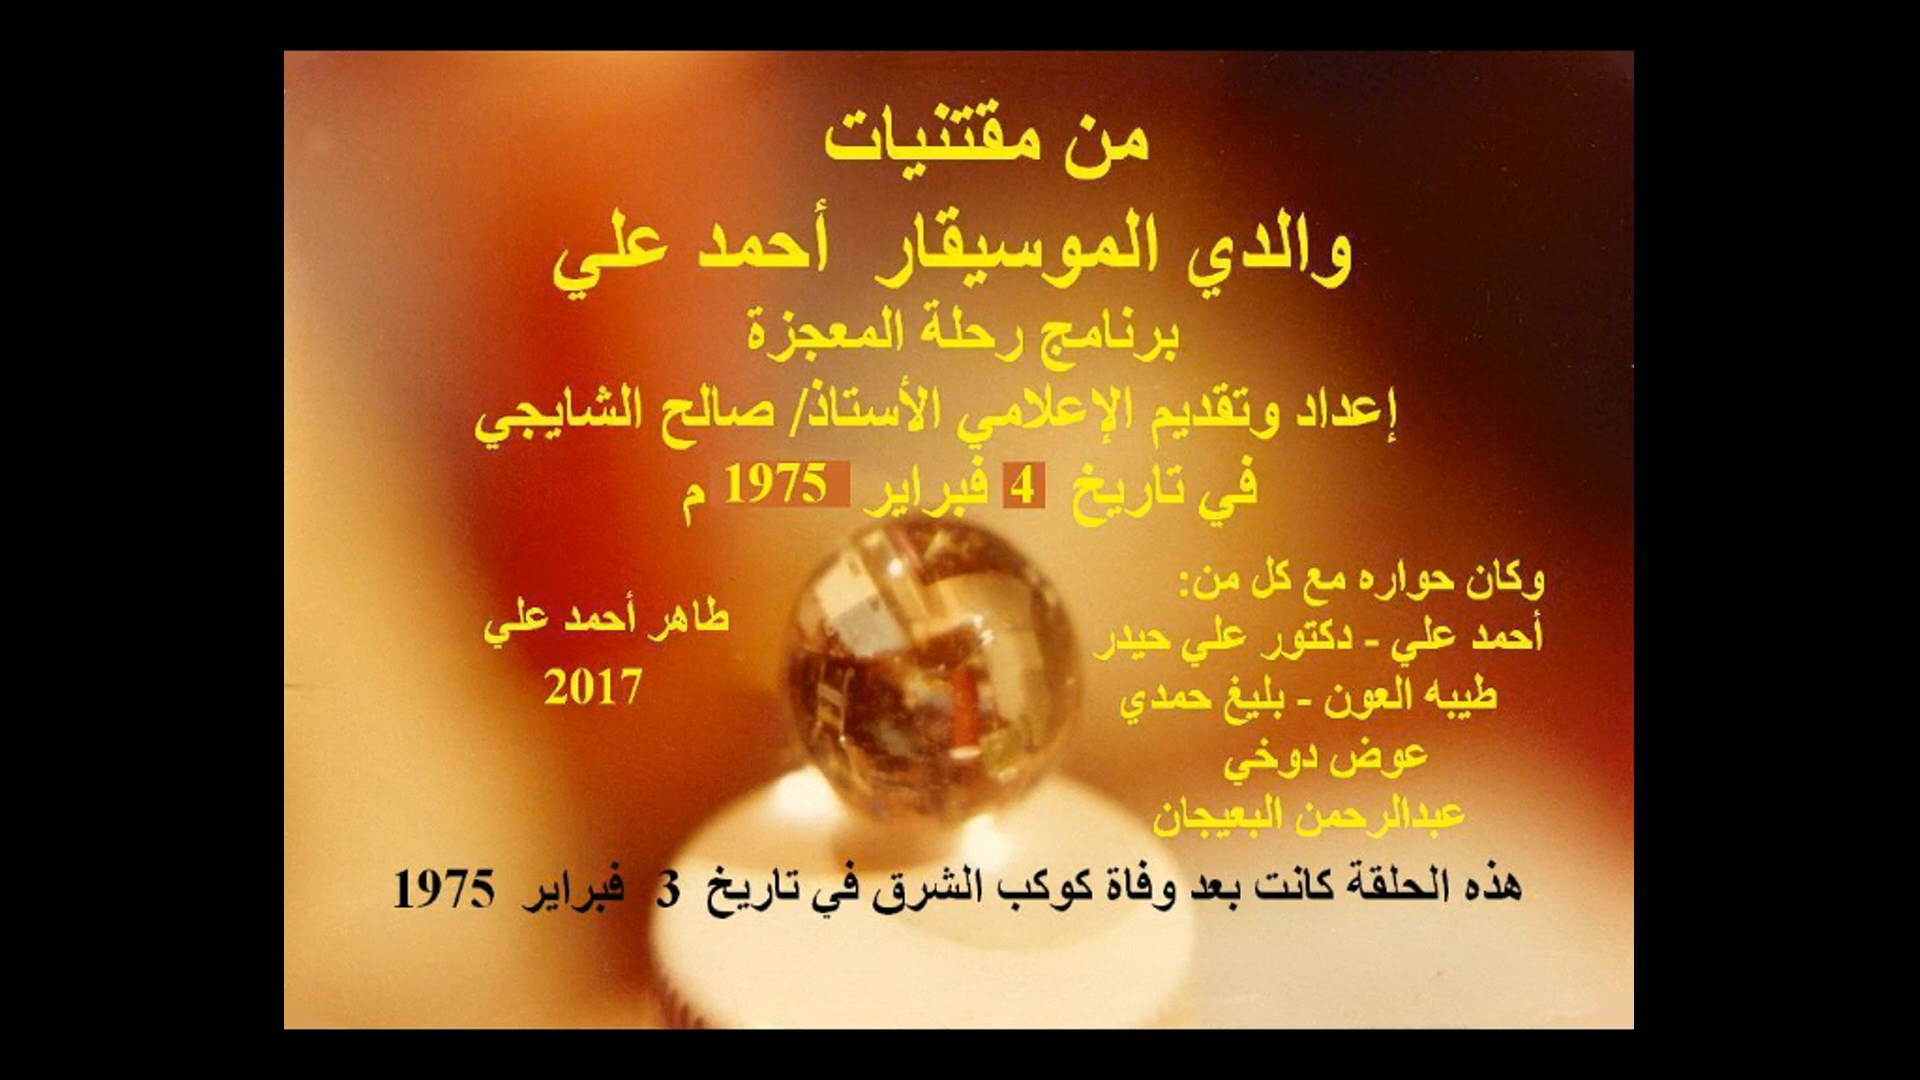 من مقتنيات
والدي الموسيقار أحمد علي
برنامج رحلة المعجزة
إعداد وتقديم الإعلامي الأستاذ/ صالح الشايجي
في تاريخ 4 فبراير 1975 م
وكان حواره مع كل من:
أحمد علي - دكتور علي حيدر
طيبه العون - بليغ حمدي
عوض دوخي
عبدالرحمن البعيجان
طاهر أحمد علي
2017
هذه الحلقة كانت بعد وفاة كوكب الشرق في تاريخ 3 فبراير 1975